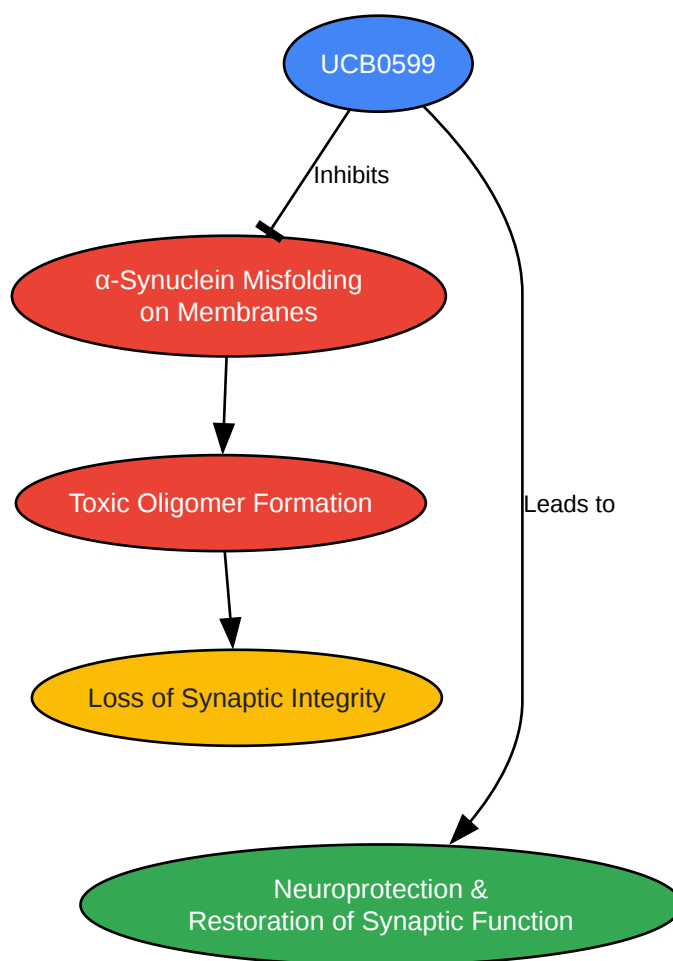 UCB0599
Inhibits
α-Synuclein Misfolding
on Membranes
Toxic Oligomer Formation
Leads to
Loss of Synaptic Integrity
Neuroprotection &
Restoration of Synaptic Function